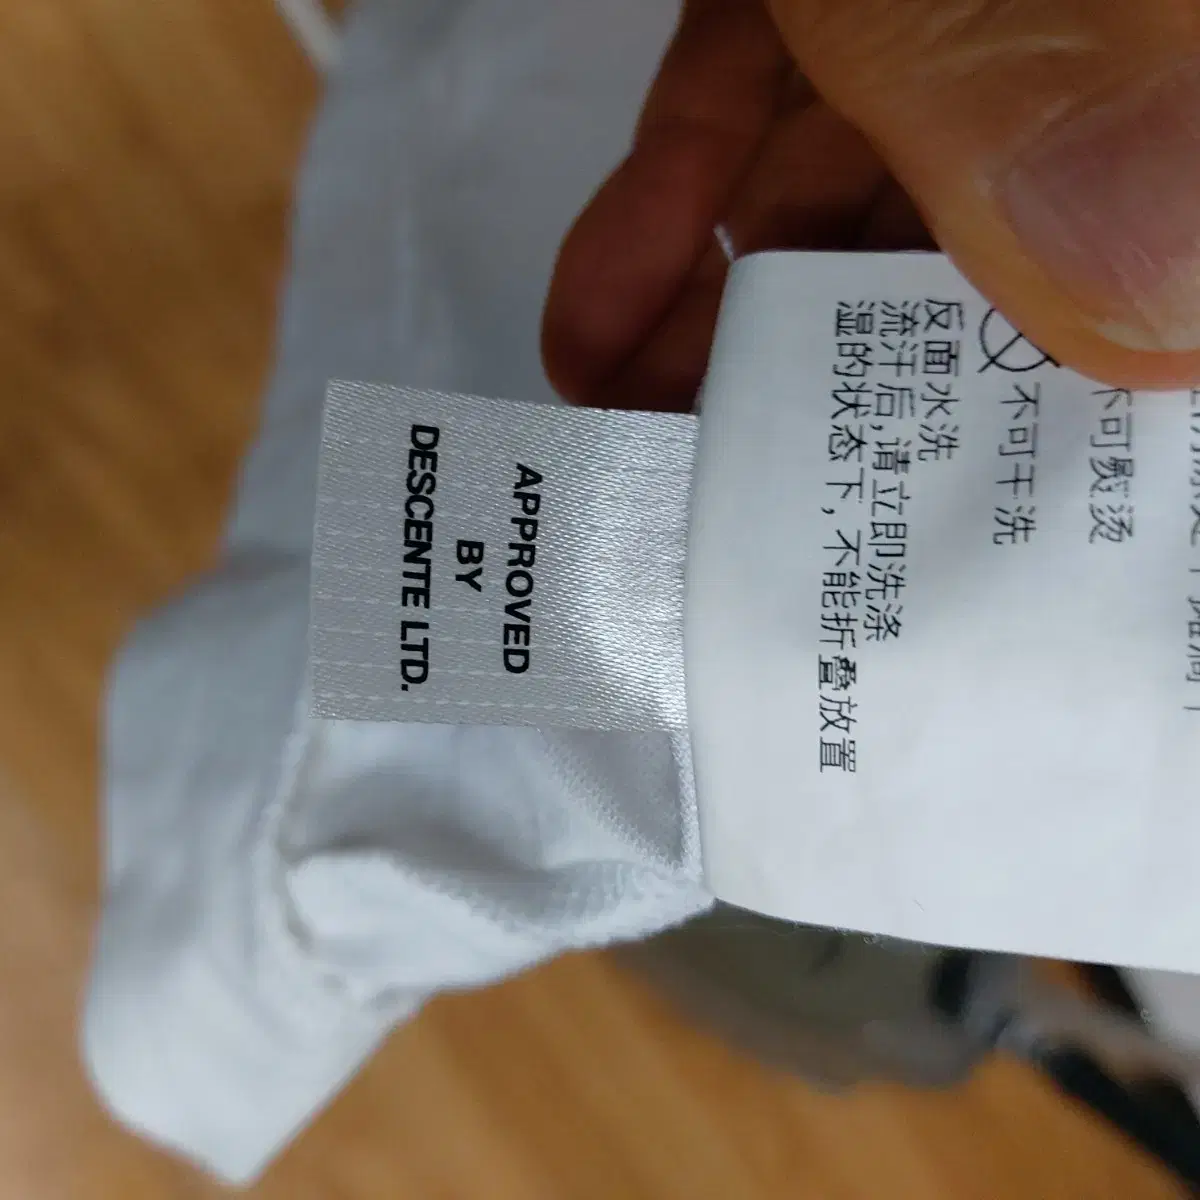 APPROVED
BY
DESCENTE LTD.
不可熨烫
不可干洗
反面水洗
流汗后,请立即洗涤
湿的状态下,不能折叠放置